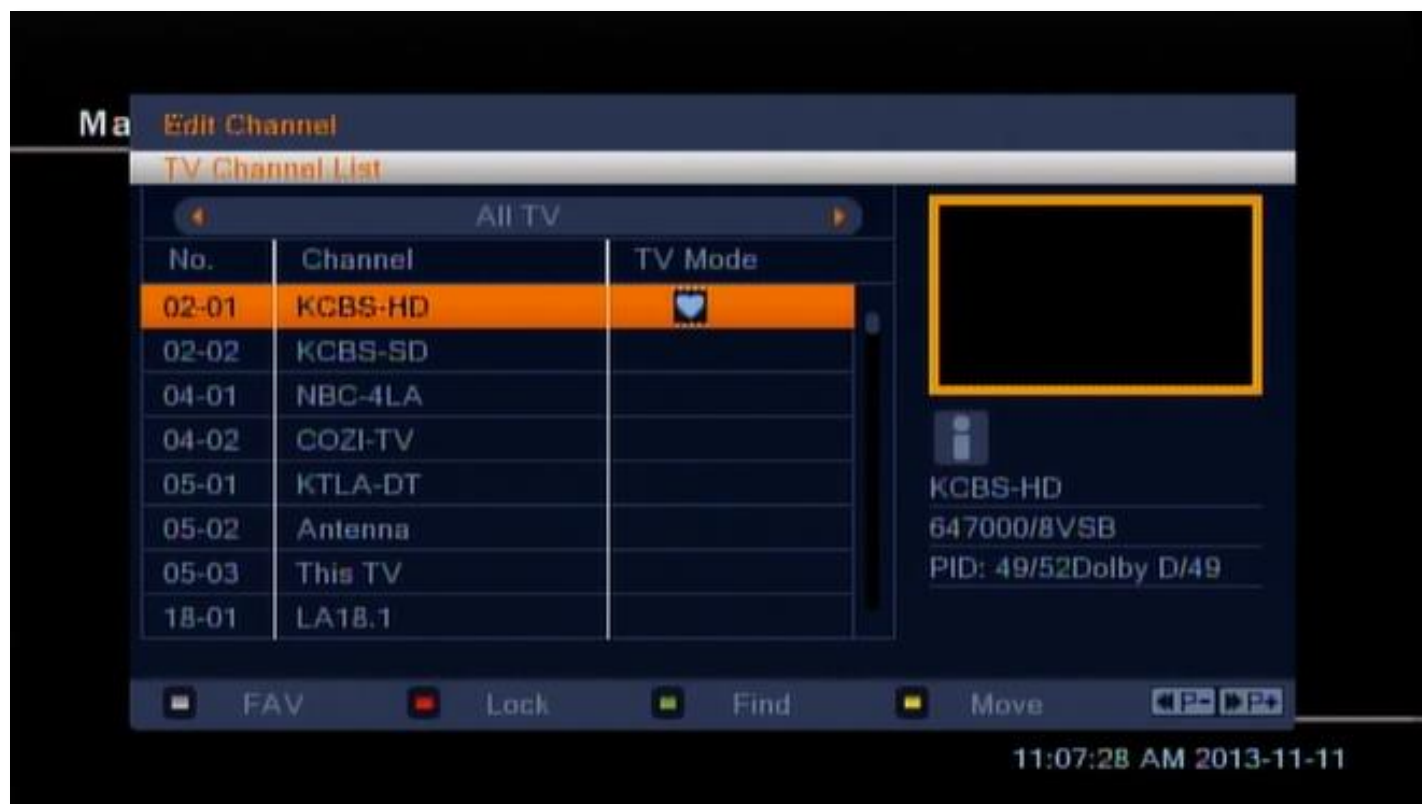 Ma
Edit Channel
TV Channel List
All TV
No. Channel TV Mode
02-01 KCBS-HD
02-02 KCBS-SD
04-01 NBC-4LA
04-02 COZI-TV
05-01 KTLA-DT
05-02 Antenna
05-03 This TV
18-01 LA18.1
KCBS-HD
647000/8VSB
PID: 49/52Dolby D/49
FAV Lock Find Move P- P+
11:07:28 AM 2013-11-11